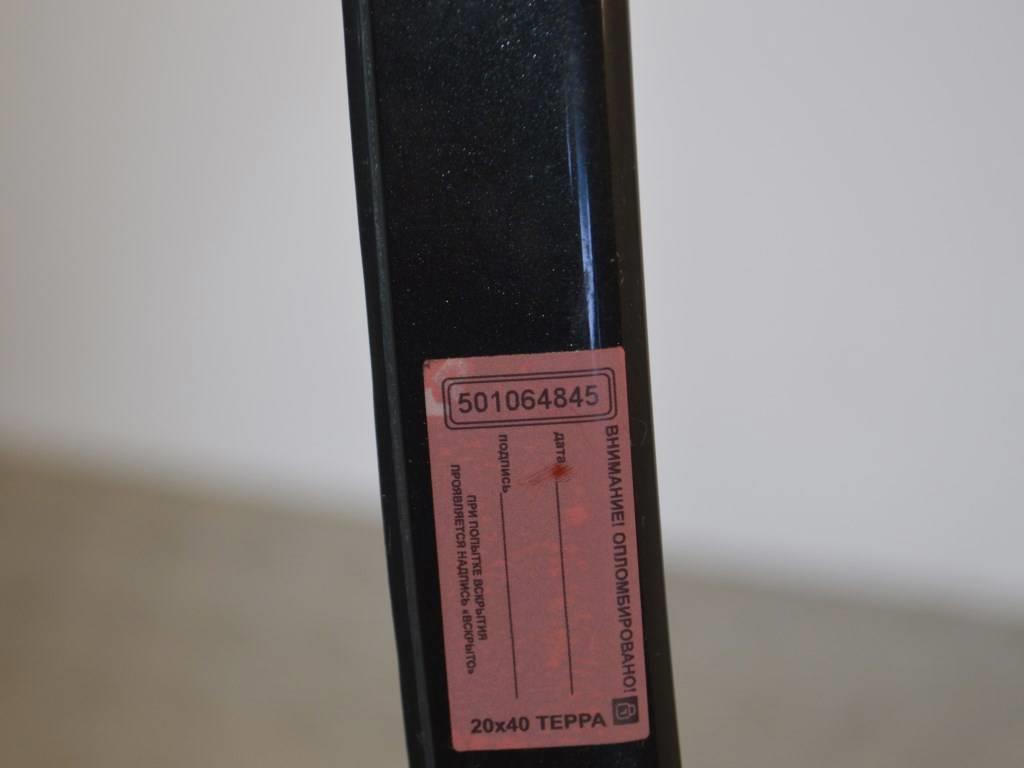 501064845
ВНИМАНИЕ! ОПЛОМБИРОВАНО!
дата
подпись
ПРИ ПОПЫТКЕ ВСКРЫТИЯ
ПРОЯВЛЯЕТСЯ НАДПИСЬ «ВСКРЫТО»
20x40 ТЕРРА